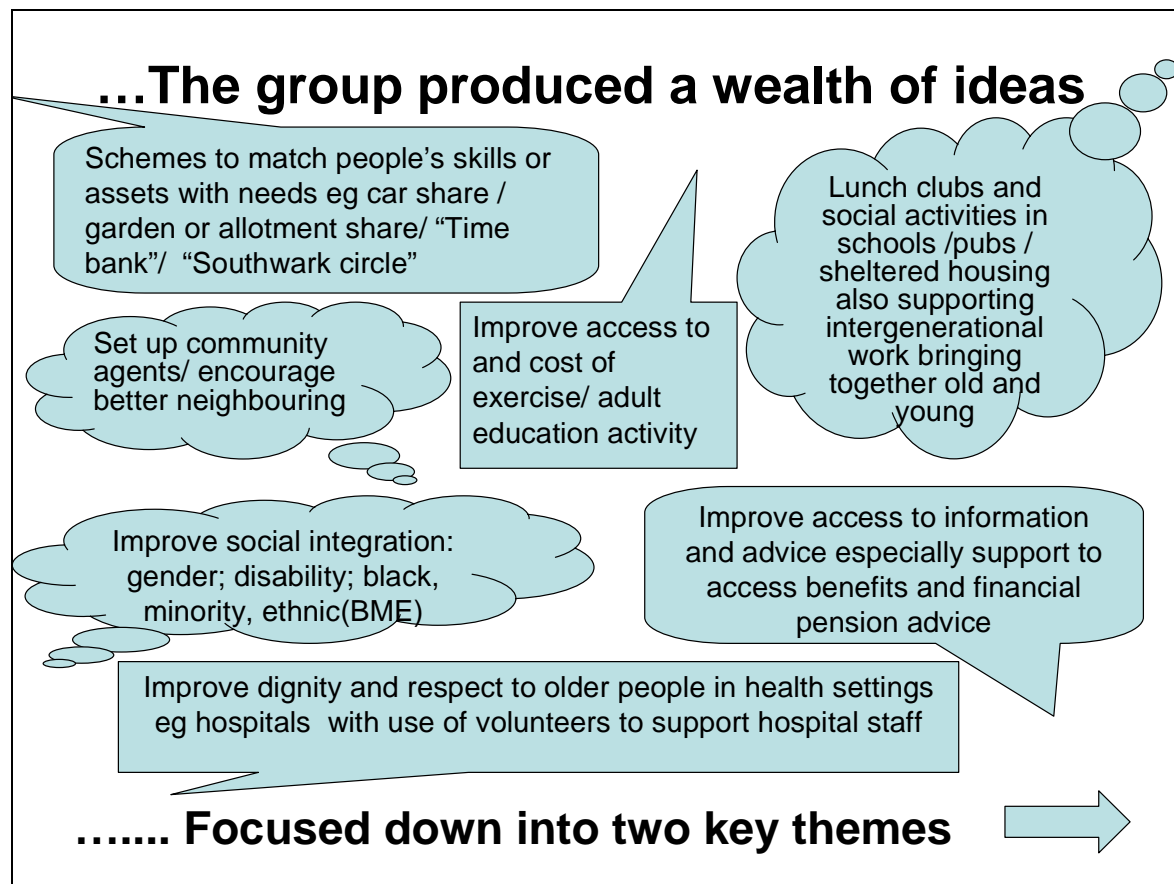 …The group produced a wealth of ideas
Schemes to match people’s skills or
assets with needs eg car share /
garden or allotment share/ “Time
bank”/ “Southwark circle”
Lunch clubs and
social activities in
schools /pubs /
sheltered housing
also supporting
intergenerational
work bringing
together old and
young
Set up community
agents/ encourage
better neighbouring
Improve access to
and cost of
exercise/ adult
education activity
Improve social integration:
gender; disability; black,
minority, ethnic(BME)
Improve access to information
and advice especially support to
access benefits and financial
pension advice
Improve dignity and respect to older people in health settings
eg hospitals with use of volunteers to support hospital staff
….... Focused down into two key themes